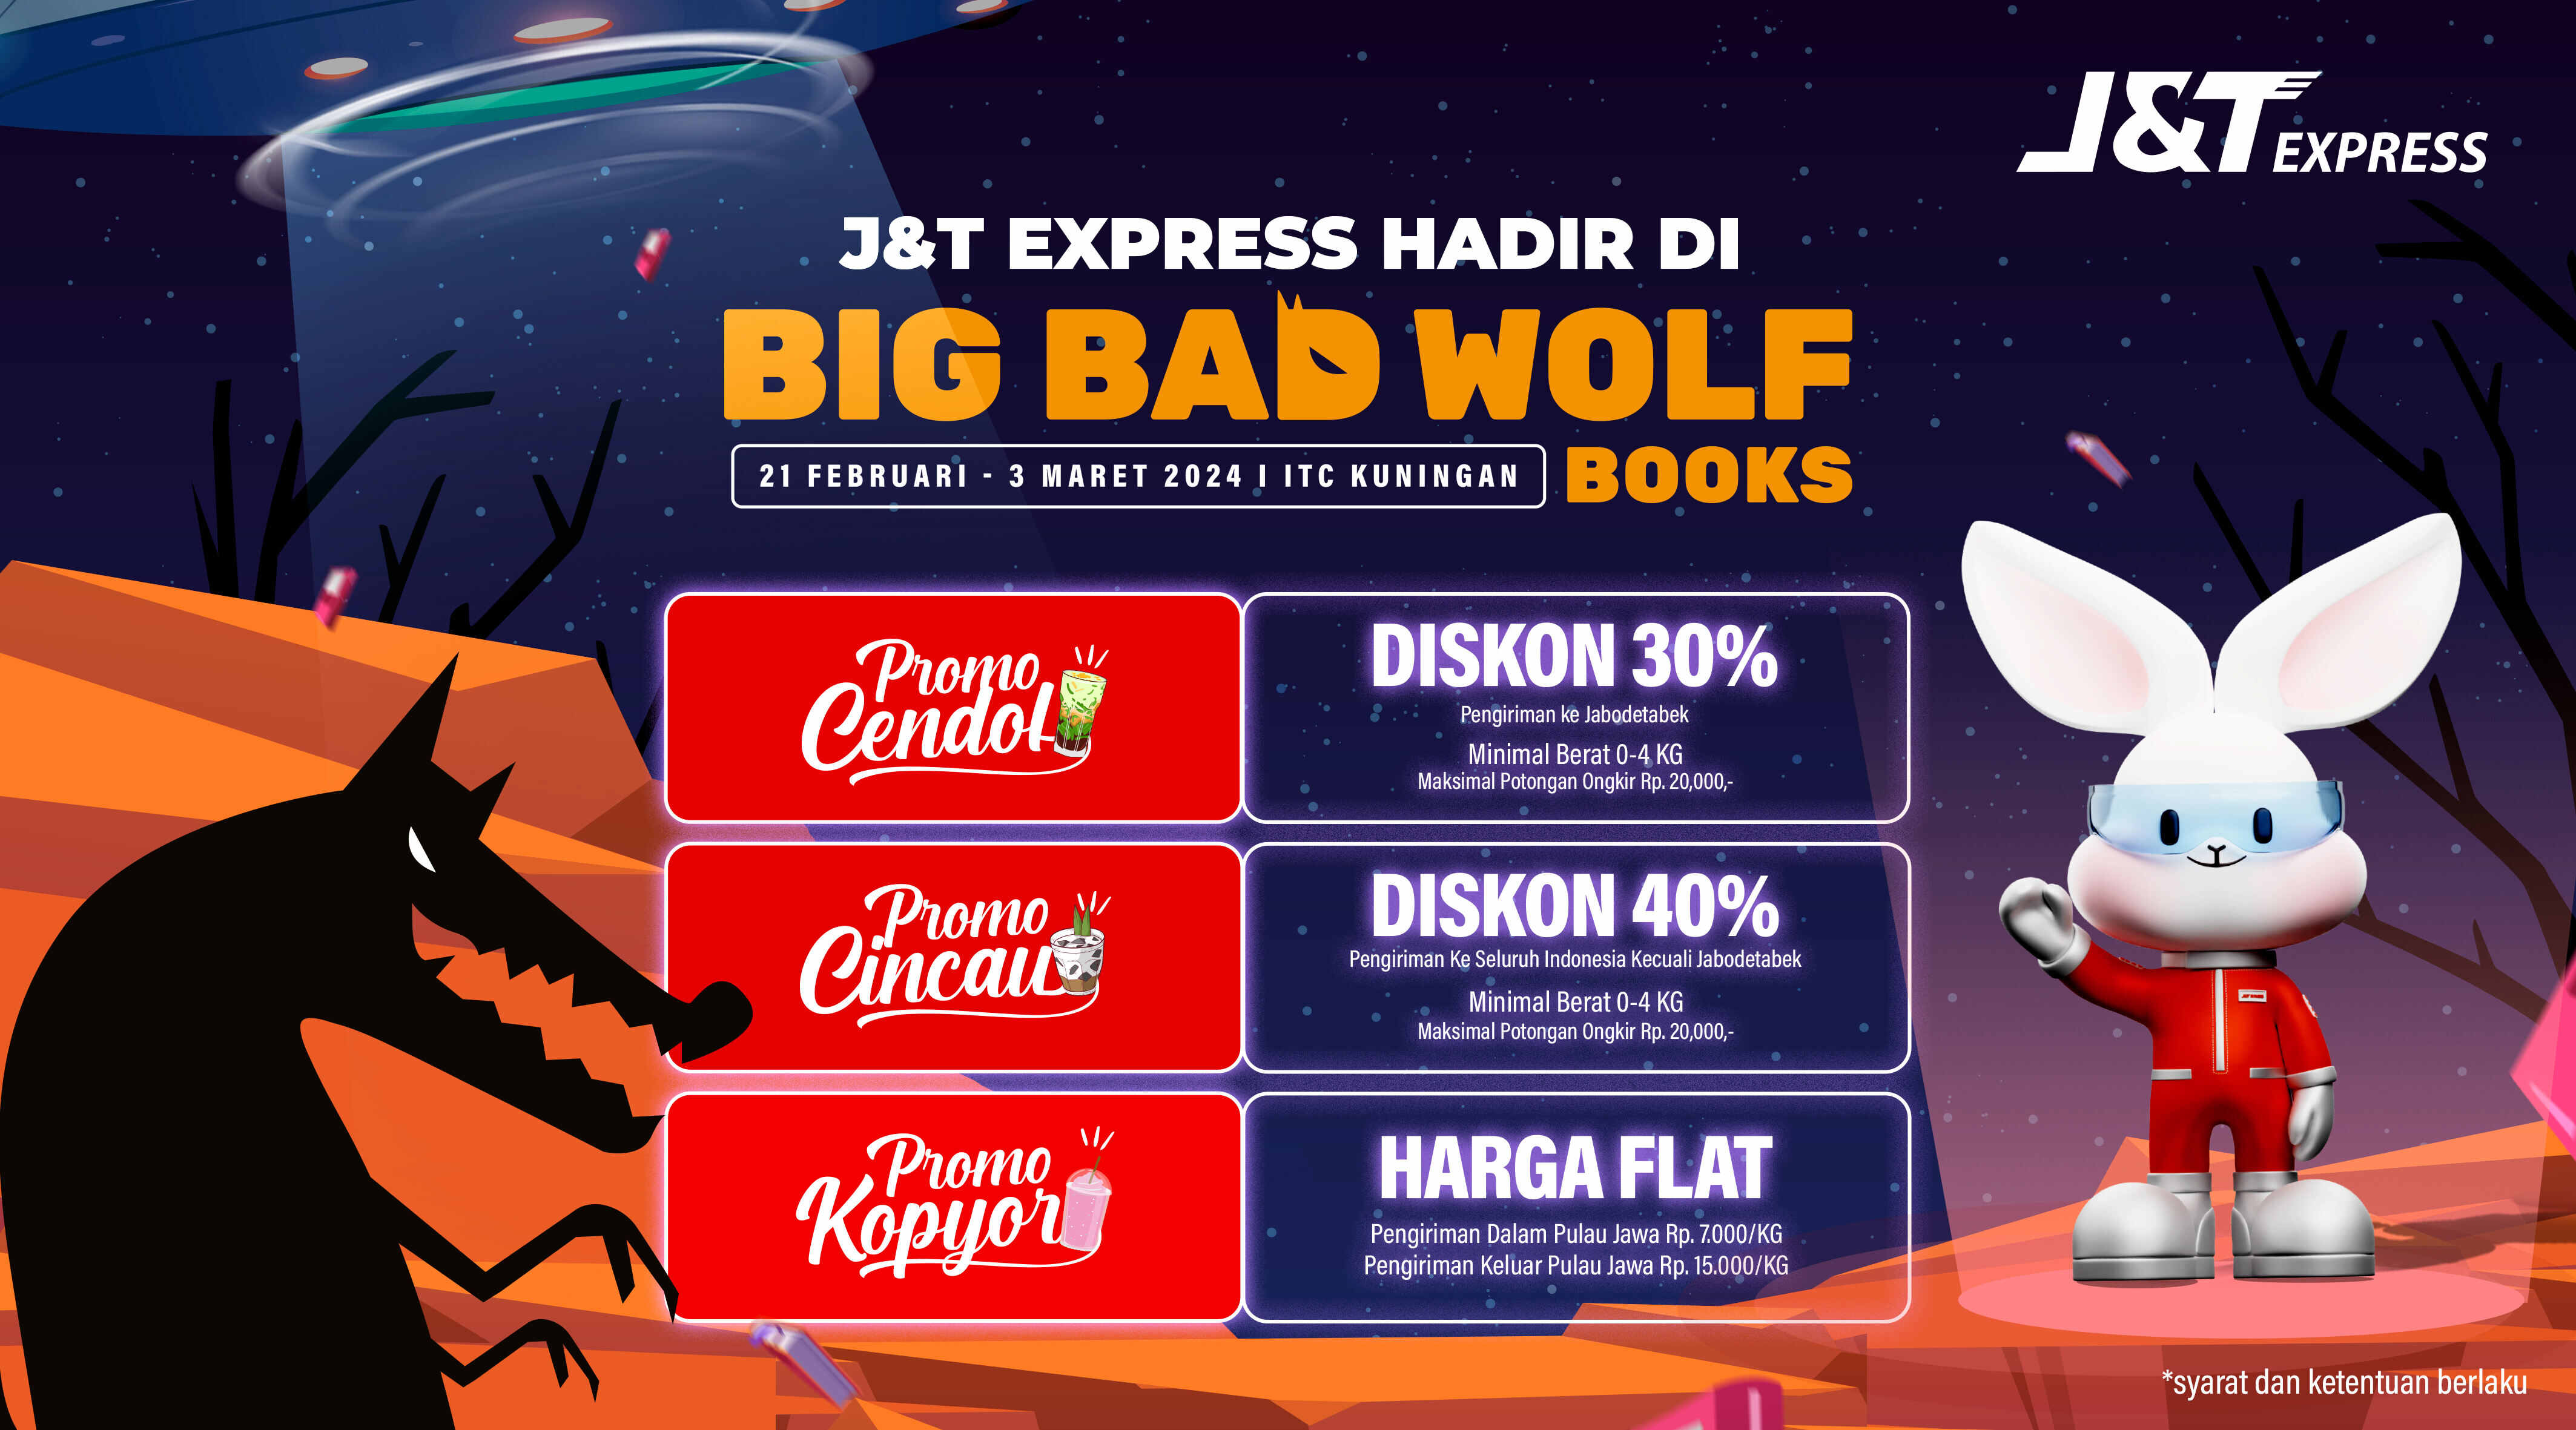 J&T EXPRESS
J&T EXPRESS HADIR DI
BIG BAD WOLF
21 FEBRUARI - 3 MARET 2024 I ITC KUNINGAN
BOOKS
Promo
Cendol
DISKON 30%
Pengiriman ke Jabodetabek
Minimal Berat 0-4 KG
Maksimal Potongan Ongkir Rp. 20,000,-
Promo
Cincau
DISKON 40%
Pengiriman Ke Seluruh Indonesia Kecuali Jabodetabek
Minimal Berat 0-4 KG
Maksimal Potongan Ongkir Rp. 20,000,-
Promo
Kopyor
HARGA FLAT
Pengiriman Dalam Pulau Jawa Rp. 7.000/KG
Pengiriman Keluar Pulau Jawa Rp. 15.000/KG
*syarat dan ketentuan berlaku